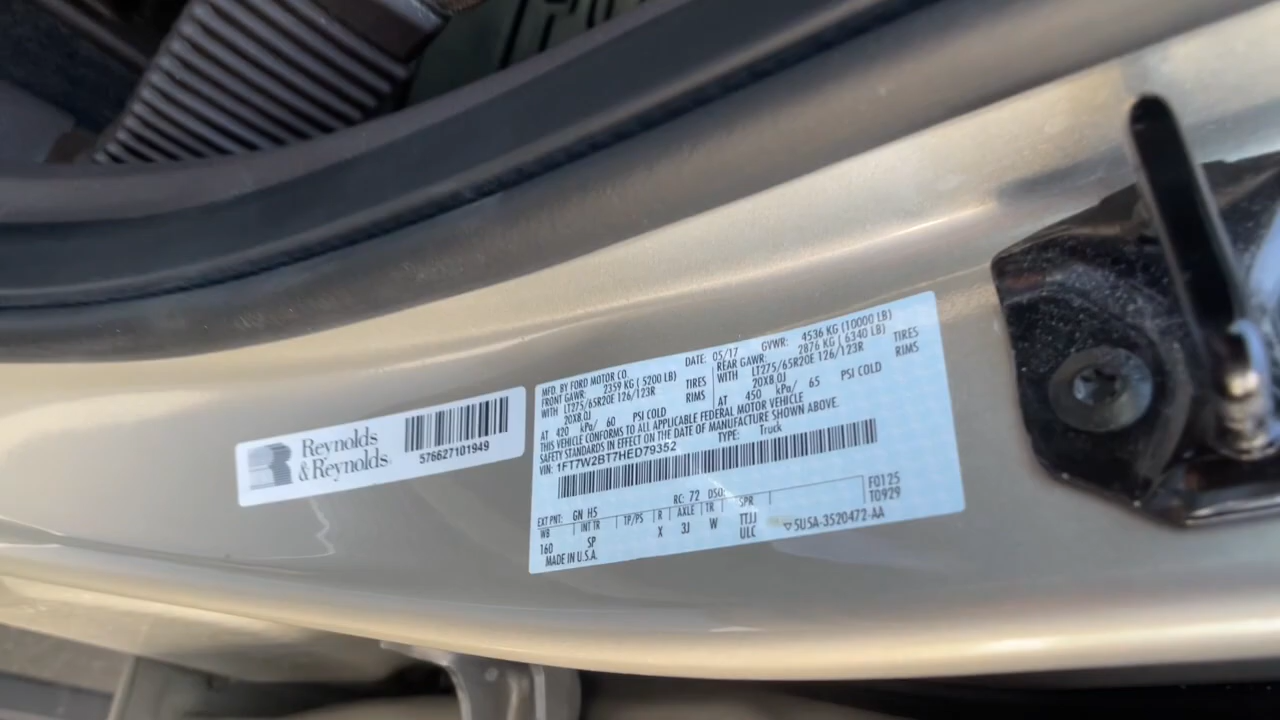 Reynolds
& Reynolds
576627101949
MFD. BY FORD MOTOR CO. DATE: 05/17 GVWR: 4536 KG (10000 LB)
FRONT GAWR: 2359 KG ( 5200 LB) REAR GAWR: 2876 KG ( 6340 LB)
WITH LT275/65R20E 126/123R TIRES WITH LT275/65R20E 126/123R TIRES
20X8.0J RIMS 20X8.0J RIMS
AT 420 kPa/ 60 PSI COLD AT 450 kPa/ 65 PSI COLD
THIS VEHICLE CONFORMS TO ALL APPLICABLE FEDERAL MOTOR VEHICLE
SAFETY STANDARDS IN EFFECT ON THE DATE OF MANUFACTURE SHOWN ABOVE.
VIN: 1FT7W2BT7HED79352 TYPE: Truck
EXT PNT: GN H5 RC: 72 DSO: F0125
WB INT TR TP/PS R AXLE TR SPR T0929
160 SP X 3J W TTJJ
ULC
MADE IN U.S.A. ▽5U5A-3520472-AA